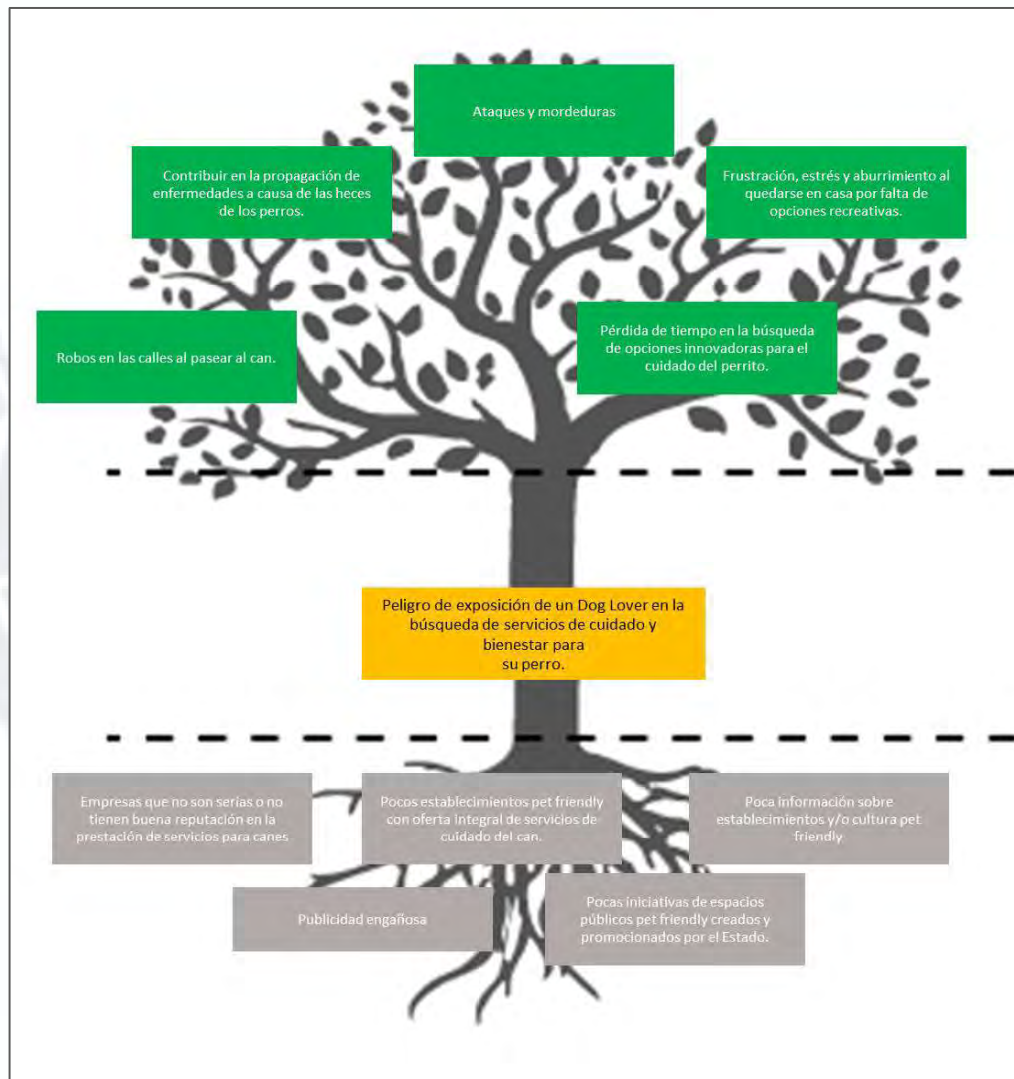 Ataques y mordeduras
Contribuir en la propagación de
enfermedades a causa de las heces
de los perros.
Frustración, estrés y aburrimiento al
quedarse en casa por falta de
opciones recreativas.
Robos en las calles al pasear al can.
Pérdida de tiempo en la búsqueda
de opciones innovadoras para el
cuidado del perrito.
Peligro de exposición de un Dog Lover en la
búsqueda de servicios de cuidado y
bienestar para
su perro.
Empresas que no son serias o no
tienen buena reputación en la
prestación de servicios para canes
Pocos establecimientos pet friendly
con oferta integral de servicios de
cuidado del can.
Poca información sobre
establecimientos y/o cultura pet
friendly
Publicidad engañosa
Pocas iniciativas de espacios
públicos pet friendly creados y
promocionados por el Estado.